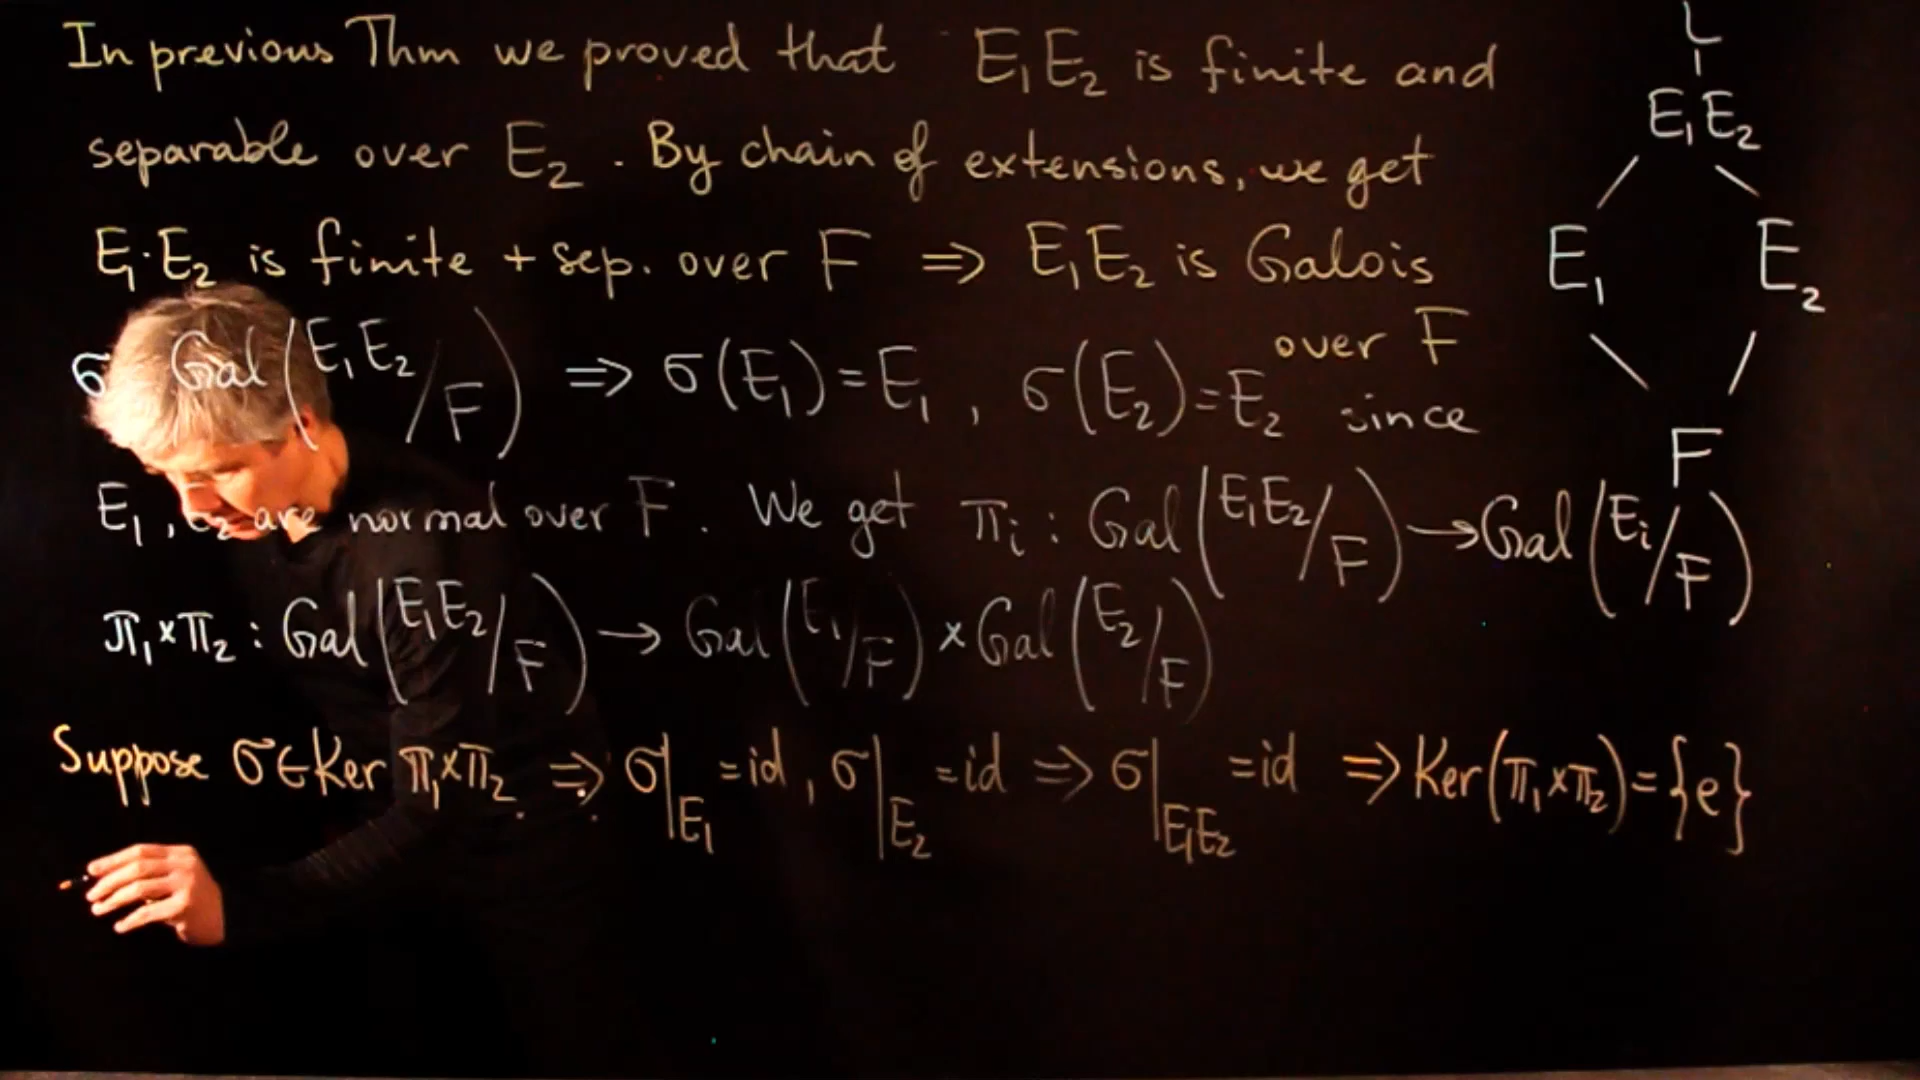 In previous Thm we proved that E₁E₂ is finite and
separable over E₂. By chain of extensions, we get
E₁·E₂ is finite + sep. over F ⇒ E₁E₂ is Galois
over F
σ Gal(E₁E₂/F) ⇒ σ(E₁)=E₁, σ(E₂)=E₂ since
E₁, E₂ are normal over F. We get πᵢ: Gal(E₁E₂/F) → Gal(Eᵢ/F)
π₁×π₂: Gal(E₁E₂/F) → Gal(E₁/F) × Gal(E₂/F)
Suppose σ∈Ker π₁×π₂ ⇒ σ|E₁ = id, σ|E₂ = id ⇒ σ|E₁E₂ = id ⇒ Ker(π₁×π₂)={e}
L
E₁E₂
E₁ E₂
F